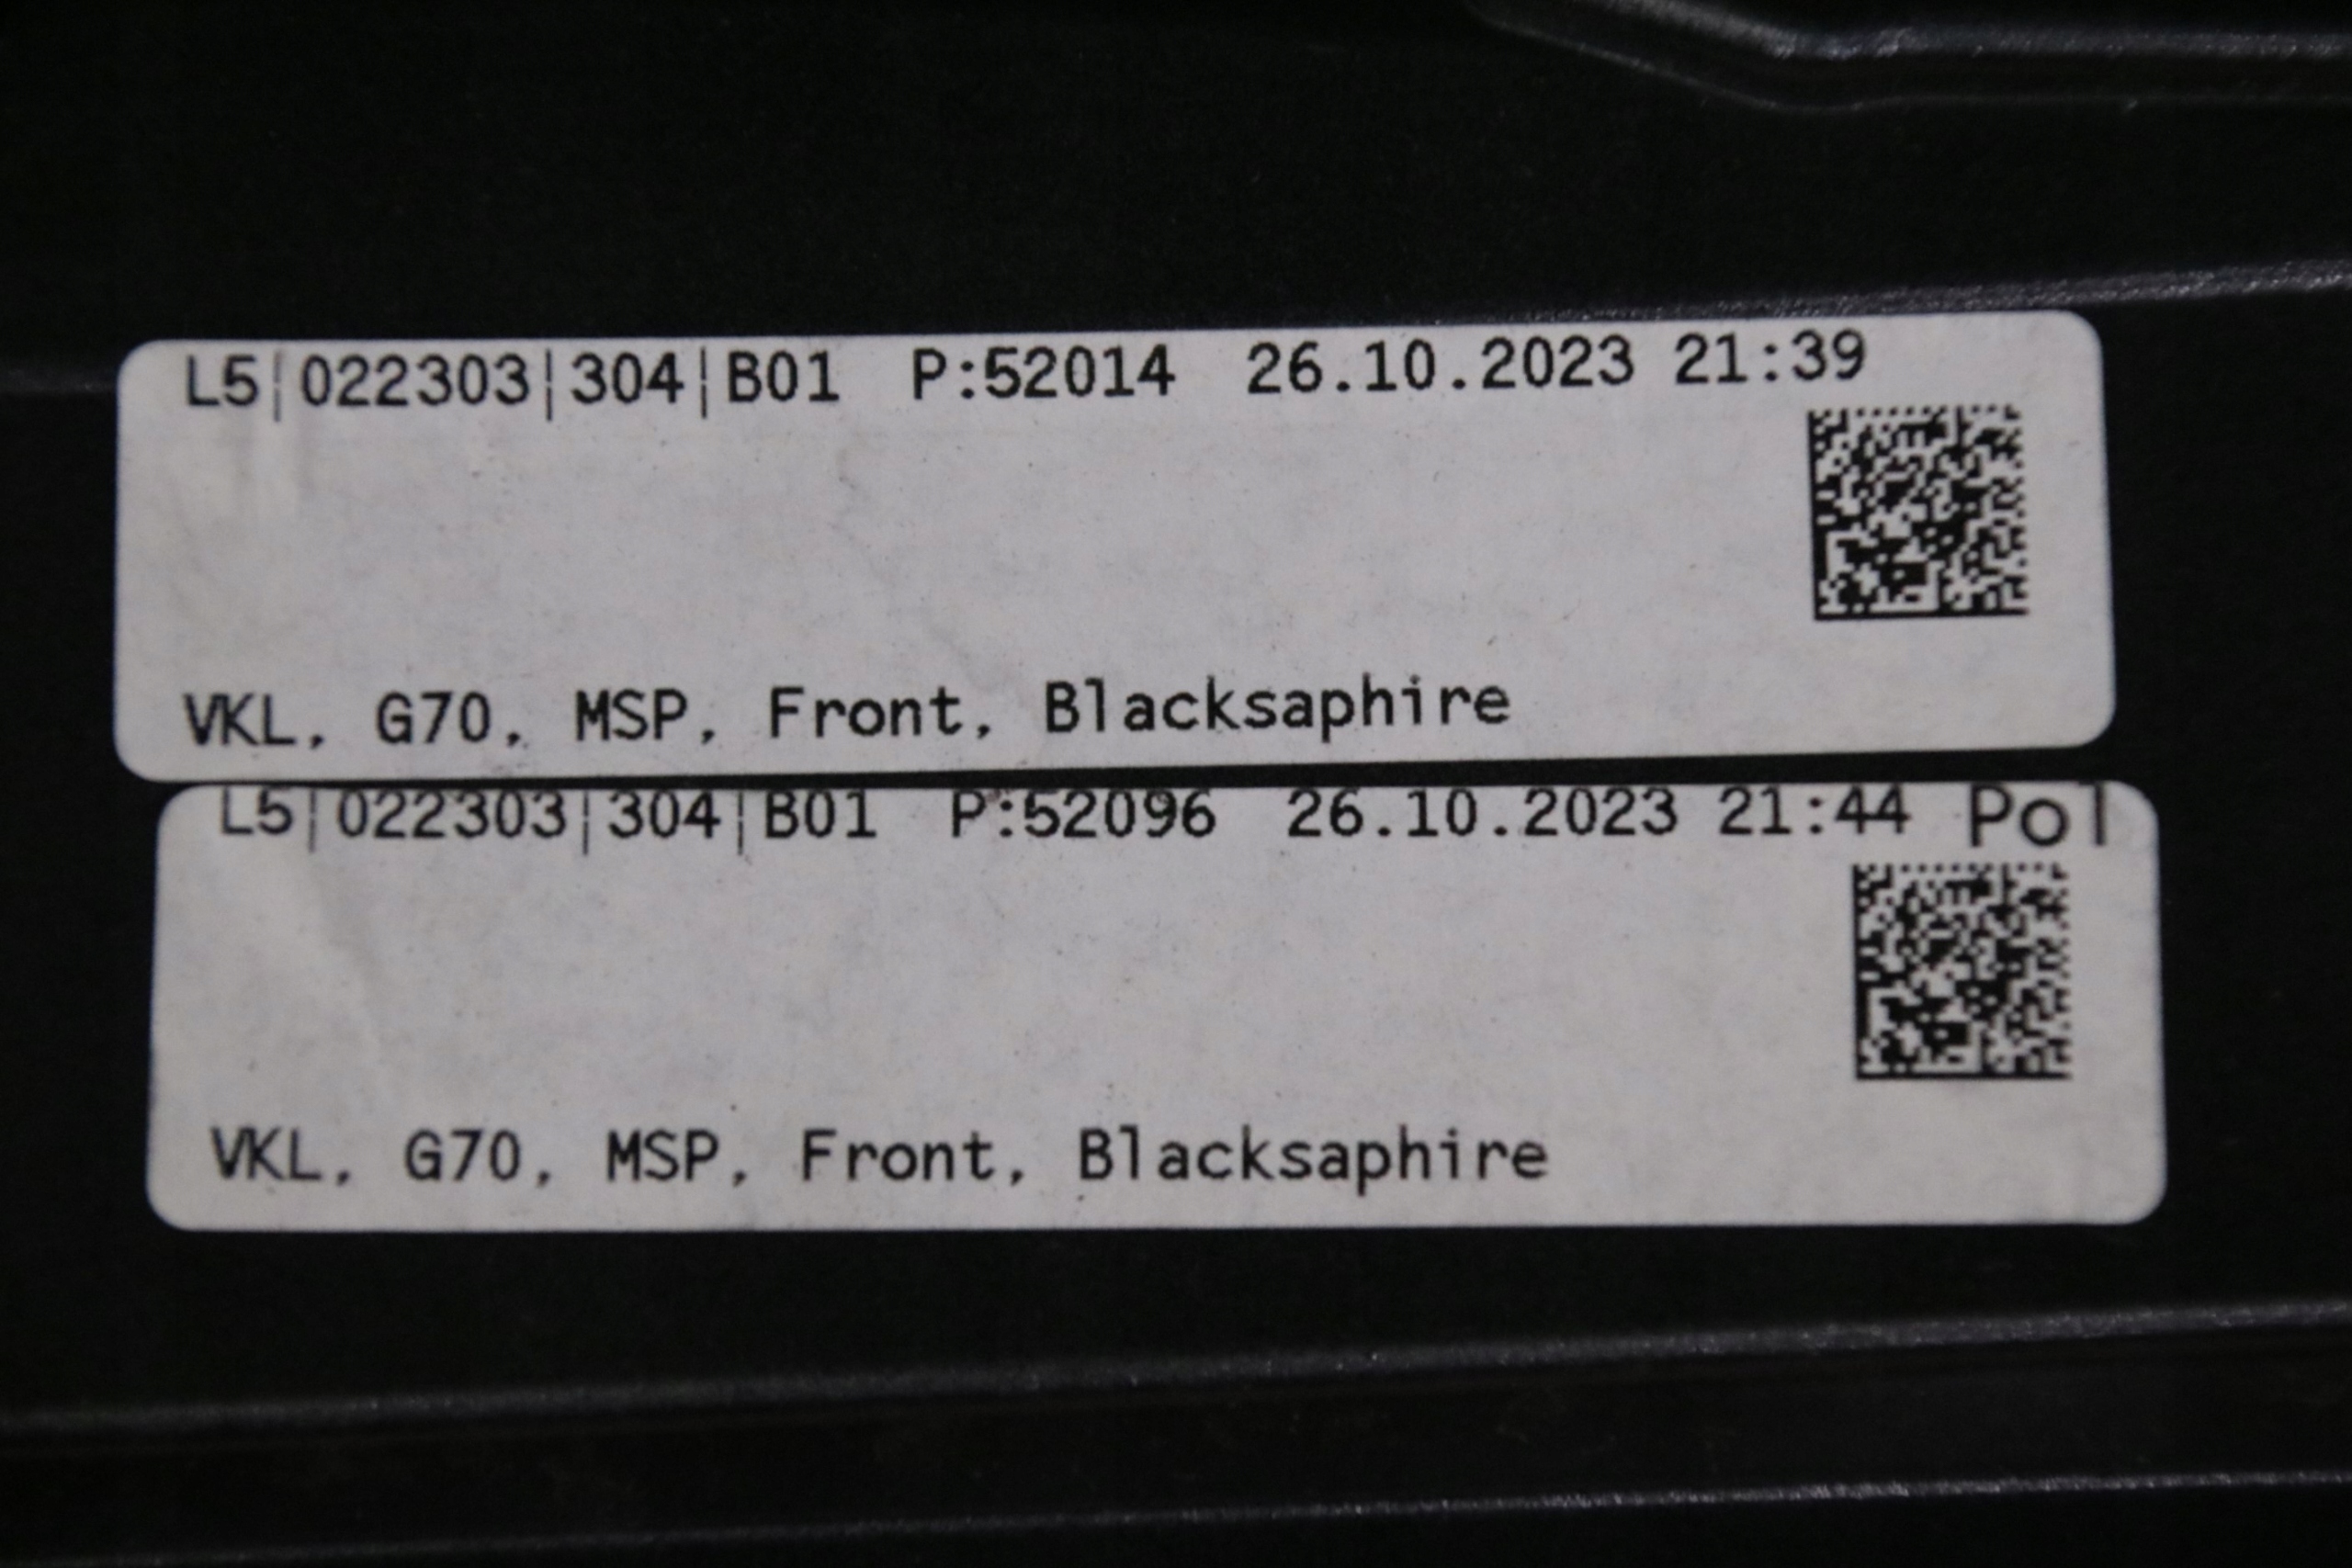 L5|022303|304|B01 P:52014 26.10.2023 21:39
VKL, G70, MSP, Front, Blacksaphire
L5|022303|304|B01 P:52096 26.10.2023 21:44 Pol
VKL, G70, MSP, Front, Blacksaphire